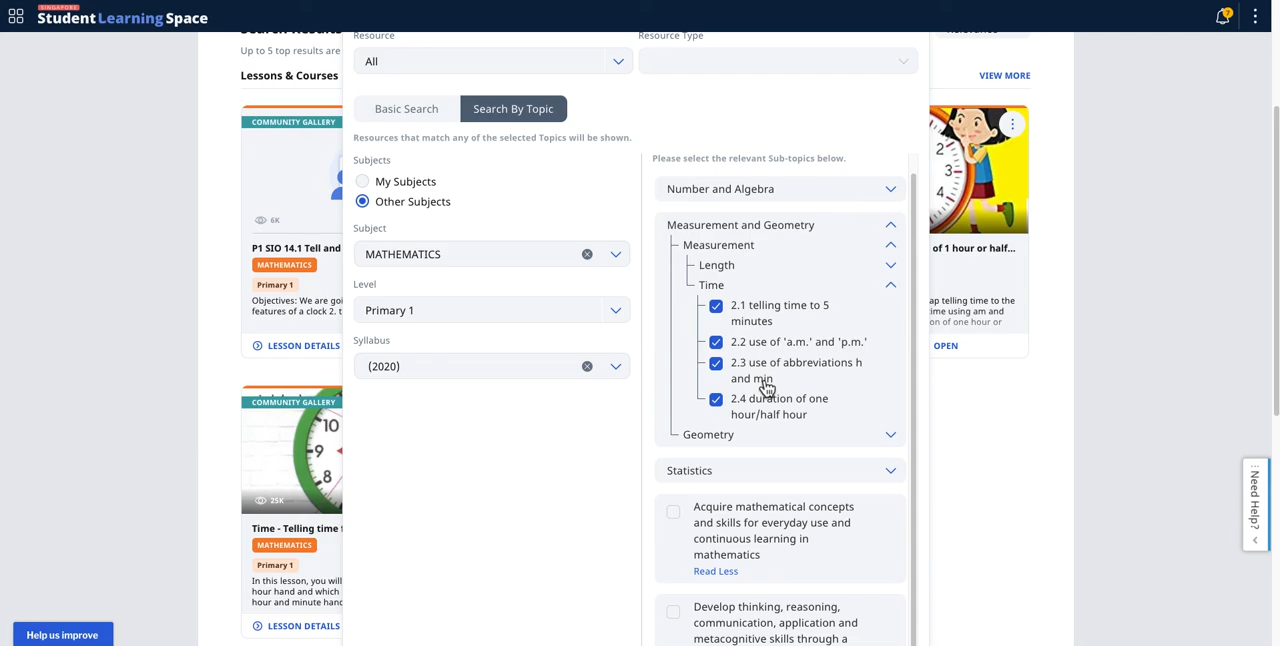 SINGAPORE
Student Learning Space
7
Up to 5 top results are
Lessons & Courses
VIEW MORE
Resource
Resource Type
All
Basic Search
Search By Topic
Resources that match any of the selected Topics will be shown.
Subjects
My Subjects
Other Subjects
Subject
MATHEMATICS
Level
Primary 1
Syllabus
(2020)
Please select the relevant Sub-topics below.
Number and Algebra
Measurement and Geometry
Measurement
Length
Time
2.1 telling time to 5
minutes
2.2 use of 'a.m.' and 'p.m.'
2.3 use of abbreviations h
and min
2.4 duration of one
hour/half hour
Geometry
Statistics
Acquire mathematical concepts
and skills for everyday use and
continuous learning in
mathematics
Read Less
Develop thinking, reasoning,
communication, application and
metacognitive skills through a
COMMUNITY GALLERY
6K
P1 SIO 14.1 Tell and
MATHEMATICS
Primary 1
Objectives: We are goi
features of a clock 2. t
LESSON DETAILS
COMMUNITY GALLERY
10
9
8
25K
Time - Telling time f
MATHEMATICS
Primary 1
In this lesson, you will
hour hand and which
hour and minute hand
LESSON DETAILS
2
3
4
of 1 hour or half...
ap telling time to the
time using am and
on of one hour or
OPEN
Need Help?
Help us improve